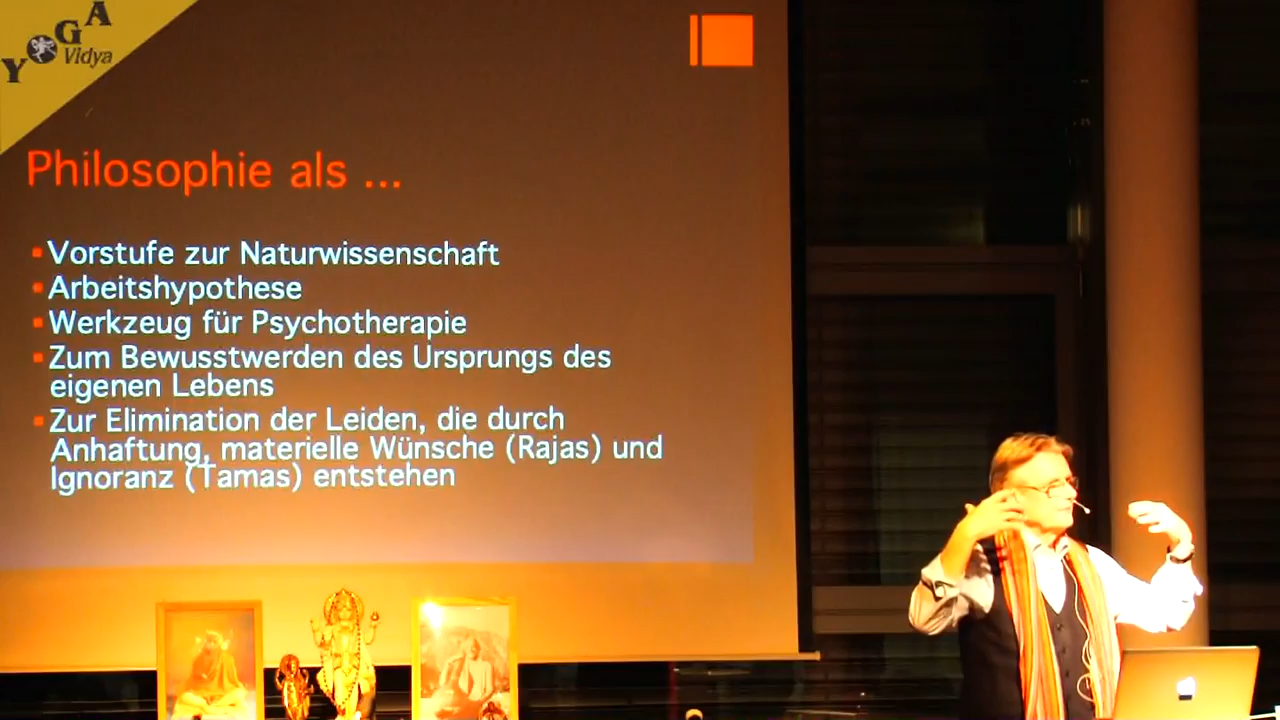 YOGA
Vidya
Philosophie als ...
Vorstufe zur Naturwissenschaft
Arbeitshypothese
Werkzeug für Psychotherapie
Zum Bewusstwerden des Ursprungs des
eigenen Lebens
Zur Elimination der Leiden, die durch
Anhaftung, materielle Wünsche (Rajas) und
Ignoranz (Tamas) entstehen